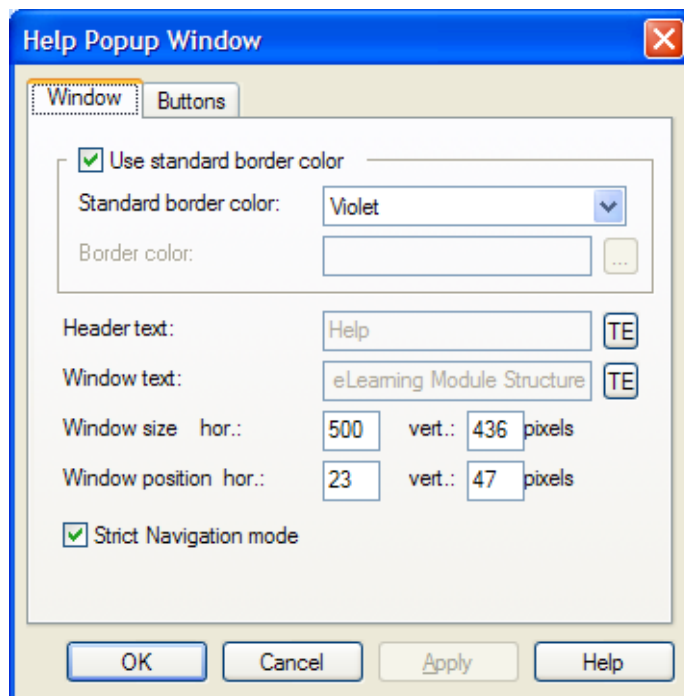 Help Popup Window
Window Buttons
Use standard border color
Standard border color: Violet
Border color: ...
Header text: Help TE
Window text: eLearning Module Structure TE
Window size hor.: 500 vert.: 436 pixels
Window position hor.: 23 vert.: 47 pixels
Strict Navigation mode
OK Cancel Apply Help